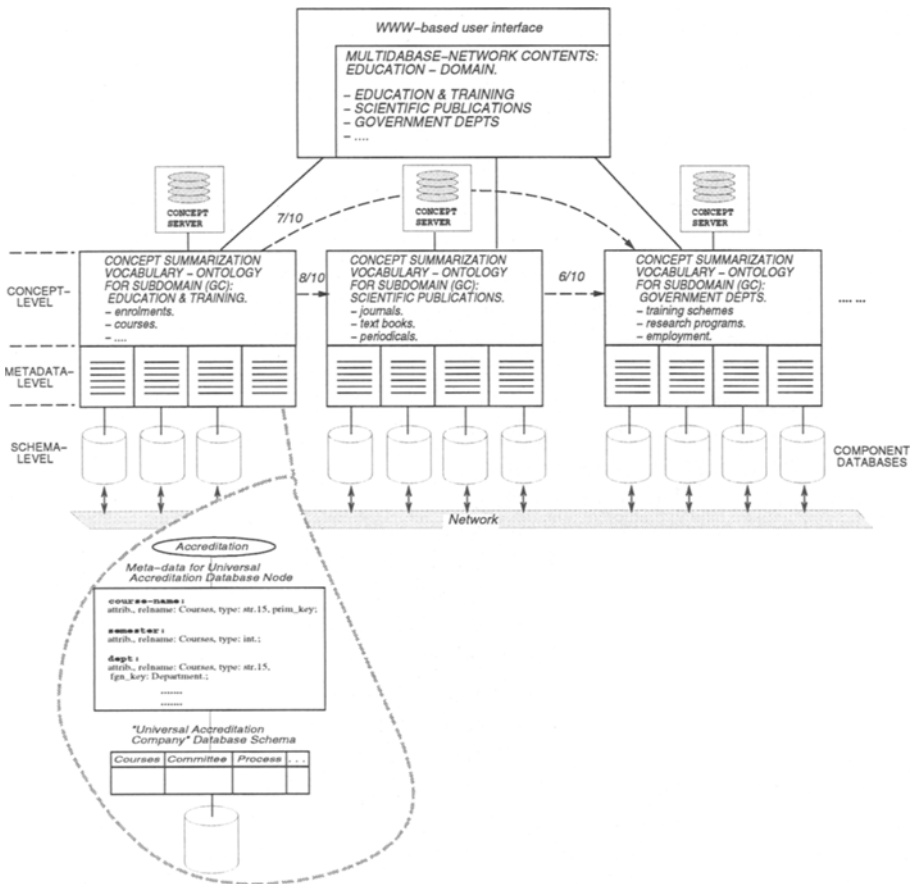 WWW-based user interface
MULTIDABASE-NETWORK CONTENTS:
EDUCATION - DOMAIN.
- EDUCATION & TRAINING
- SCIENTIFIC PUBLICATIONS
- GOVERNMENT DEPTS
- ....
CONCEPT
SERVER
CONCEPT
SERVER
CONCEPT
SERVER
7/10
8/10
6/10
CONCEPT-
LEVEL
CONCEPT SUMMARIZATION
VOCABULARY - ONTOLOGY
FOR SUBDOMAIN (GC):
EDUCATION & TRAINING.
- enrolments.
- courses.
- ....
CONCEPT SUMMARIZATION
VOCABULARY - ONTOLOGY
FOR SUBDOMAIN (GC):
SCIENTIFIC PUBLICATIONS.
- journals.
- text books.
- periodicals.
CONCEPT SUMMARIZATION
VOCABULARY - ONTOLOGY
FOR SUBDOMAIN (GC):
GOVERNMENT DEPTS.
- training schemes
- research programs.
- employment.
.... ...
METADATA-
LEVEL
SCHEMA-
LEVEL
COMPONENT
DATABASES
Network
Accreditation
Meta-data for Universal
Accreditation Database Node
course-name:
attrib., relname: Courses, type: str.15, prim_key;
semester:
attrib., relname: Courses, type: int.;
dept:
attrib., relname: Courses, type: str.15,
fgn_key: Department.;
.......
.......
"Universal Accreditation
Company" Database Schema
Courses Committee Process . . .